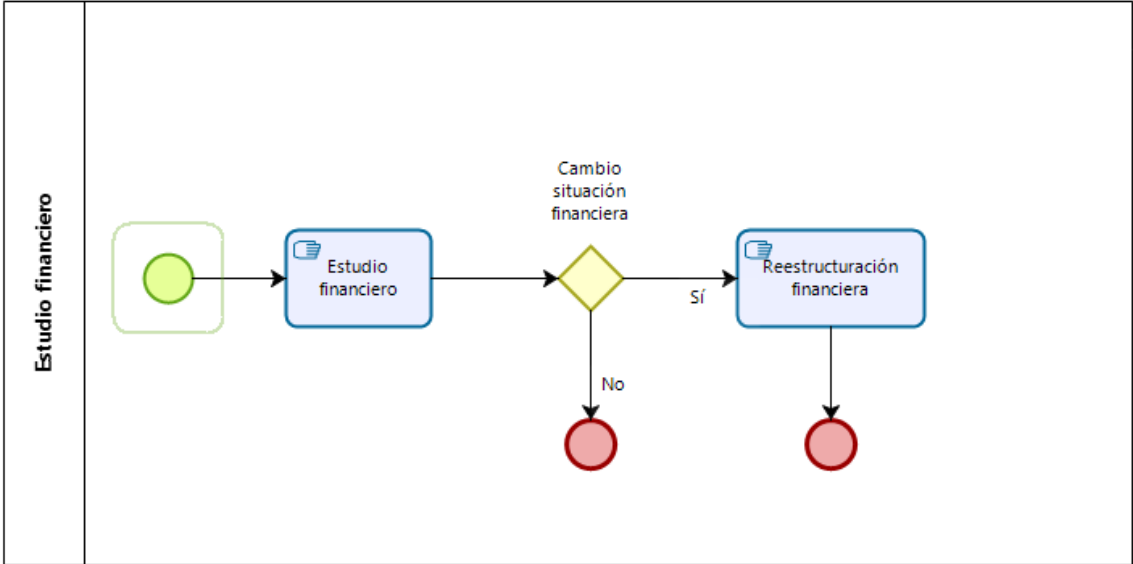 Estudio financiero
Estudio
financiero
Cambio
situación
financiera
Sí
No
Reestructuración
financiera